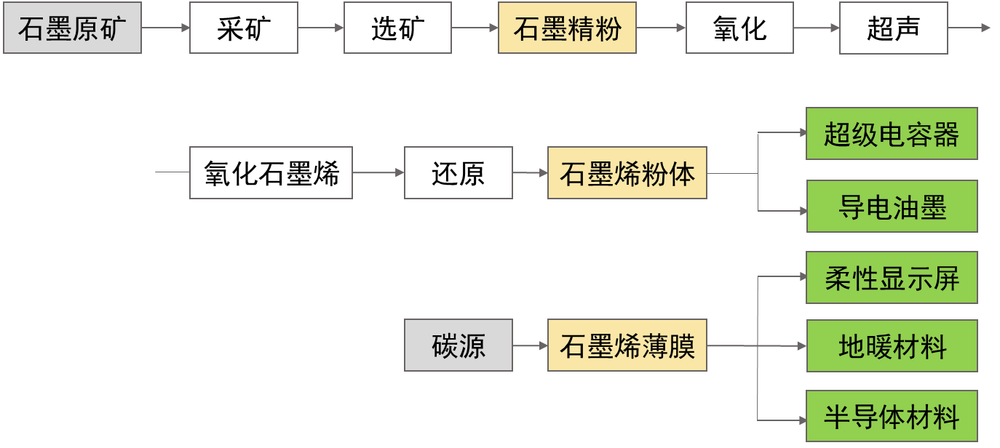 石墨原矿
采矿
选矿
石墨精粉
氧化
超声
氧化石墨烯
还原
石墨烯粉体
超级电容器
导电油墨
碳源
石墨烯薄膜
柔性显示屏
地暖材料
半导体材料